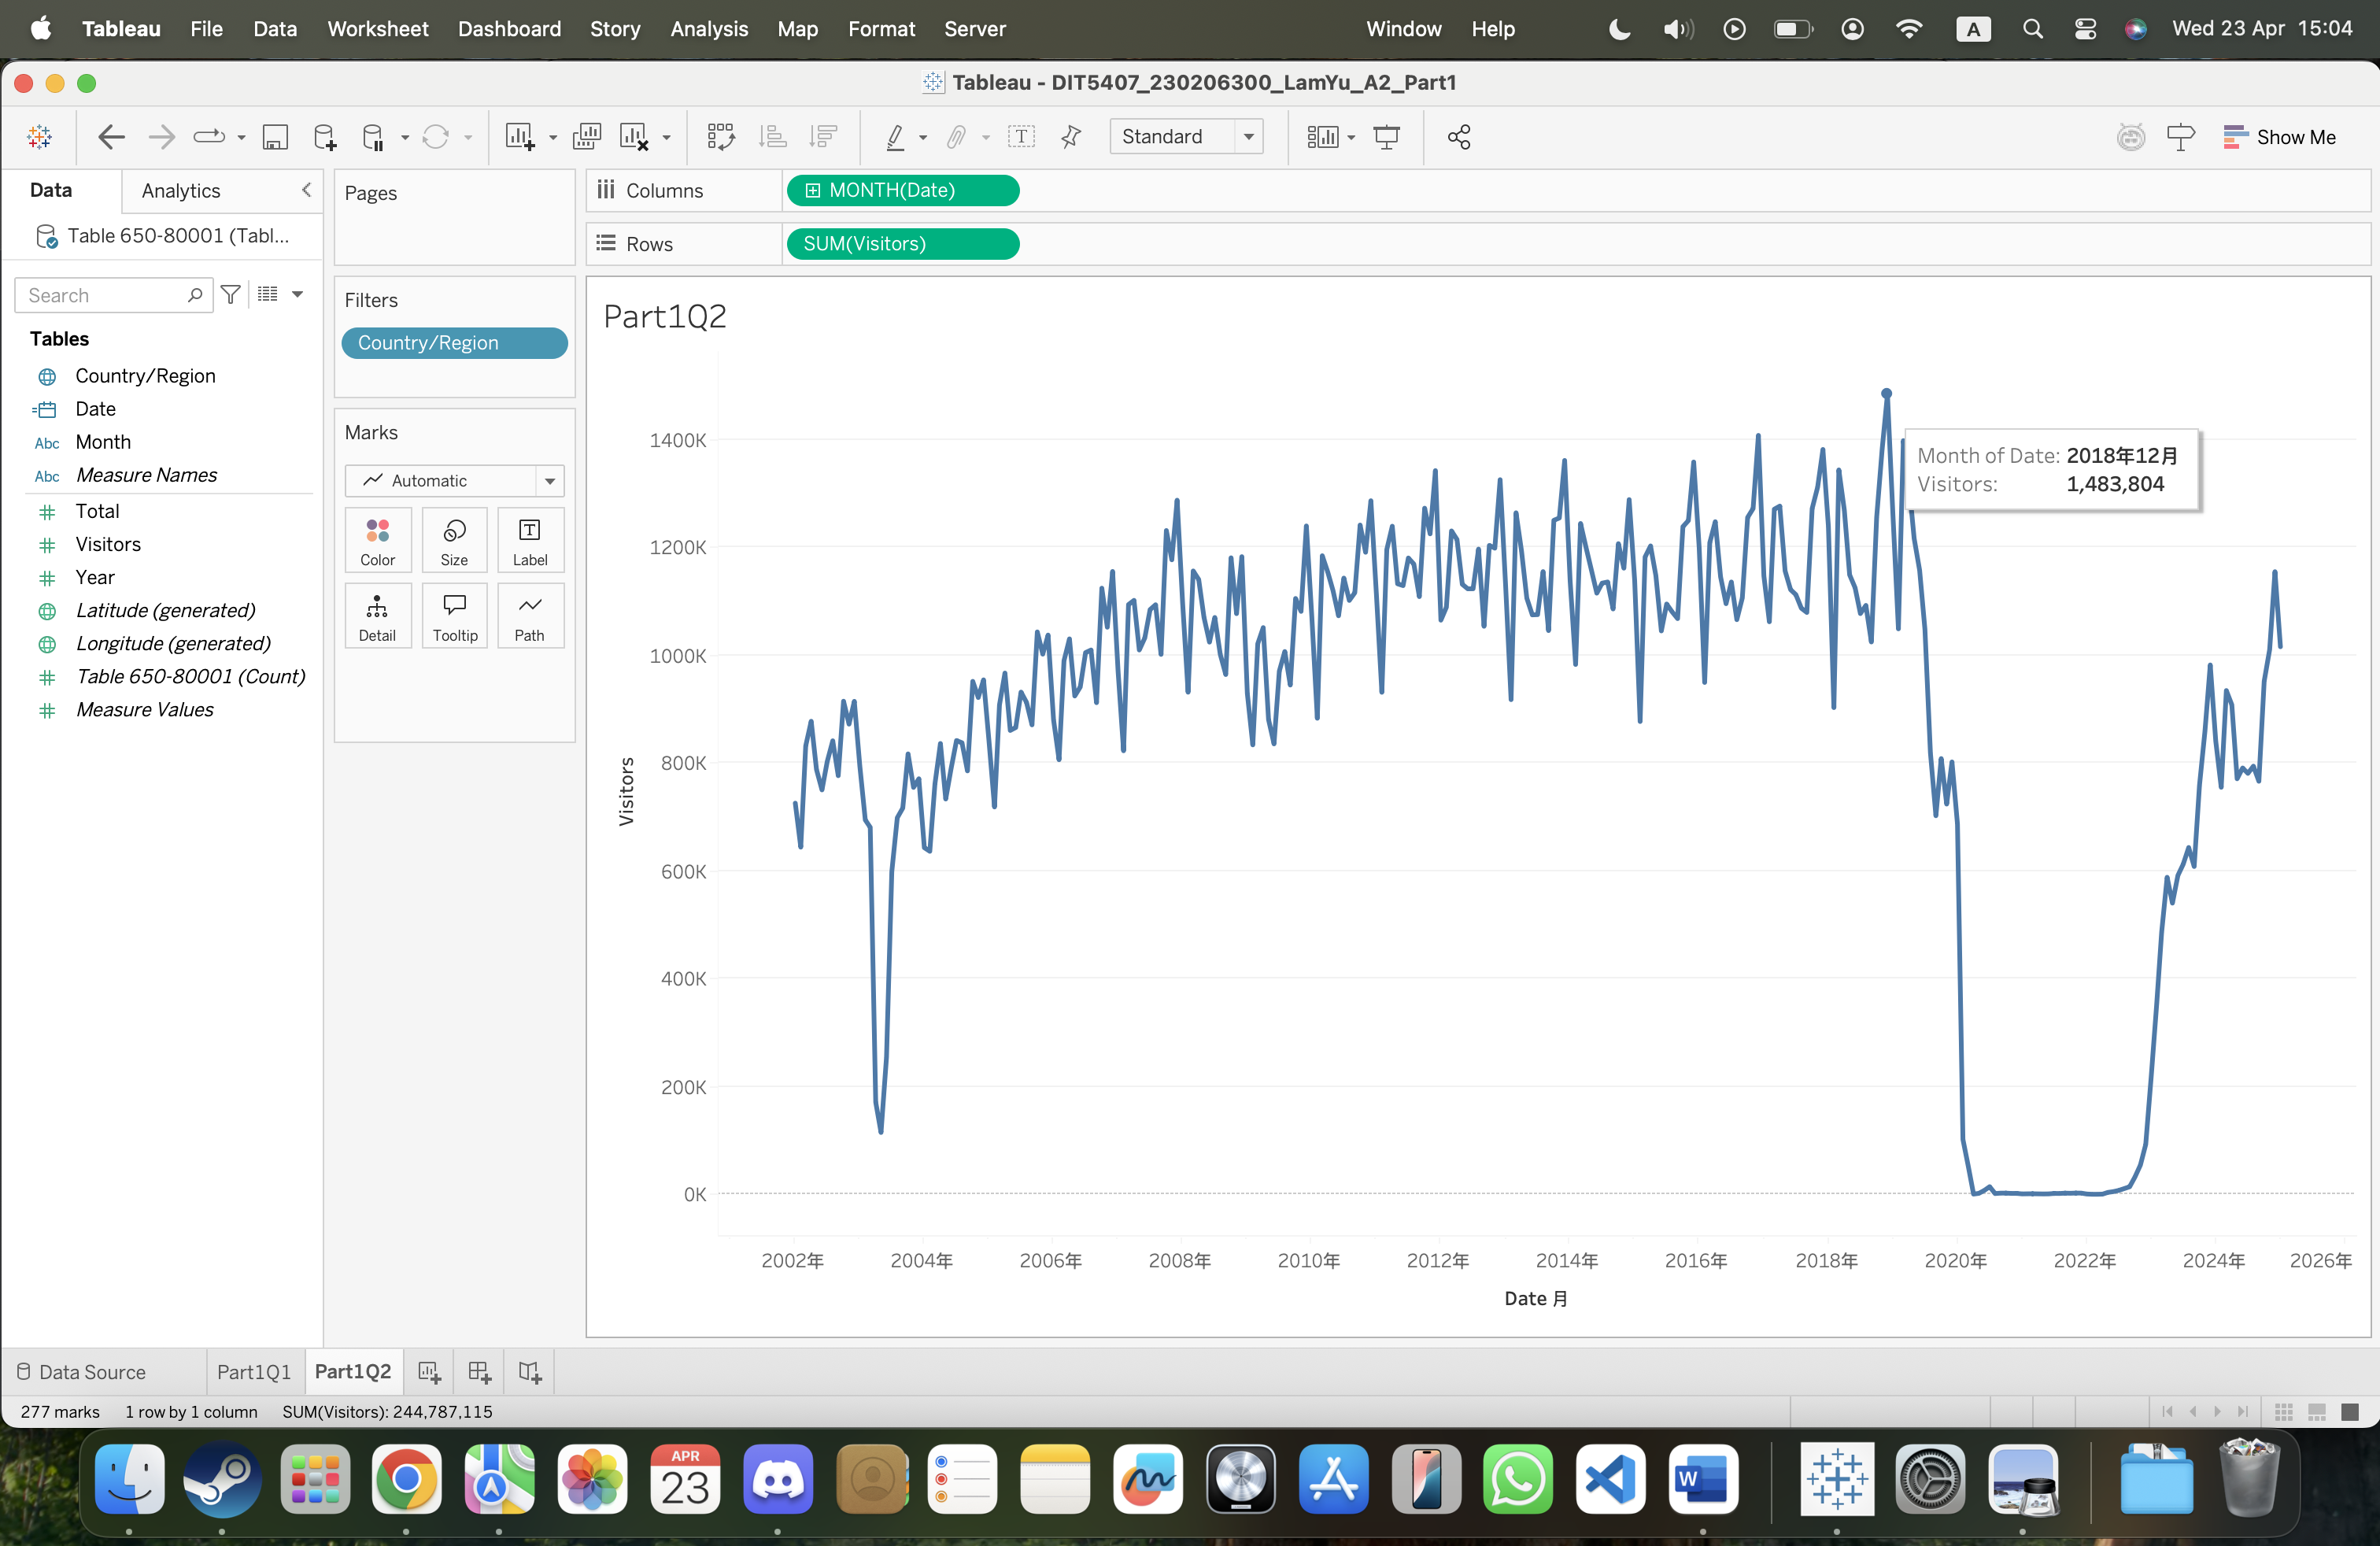 Tableau File Data Worksheet Dashboard Story Analysis Map Format Server Window Help A Wed 23 Apr 15:04
Tableau - DIT5407_230206300_LamYu_A2_Part1
Standard
Show Me
Data
Analytics
Table 650-80001 (Tabl...
Search
Tables
Country/Region
Date
Abc Month
Abc Measure Names
Total
Visitors
Year
Latitude (generated)
Longitude (generated)
Table 650-80001 (Count)
Measure Values
Pages
Filters
Country/Region
Marks
Automatic
Color
Size
Label
Detail
Tooltip
Path
Columns
MONTH(Date)
Rows
SUM(Visitors)
Part1Q2
1400K
1200K
1000K
800K
600K
400K
200K
0K
Visitors
Month of Date: 2018年12月
Visitors: 1,483,804
2002年 2004年 2006年 2008年 2010年 2012年 2014年 2016年 2018年 2020年 2022年 2024年 2026年
Date 月
Data Source
Part1Q1
Part1Q2
277 marks 1 row by 1 column SUM(Visitors): 244,787,115
APR
23
W